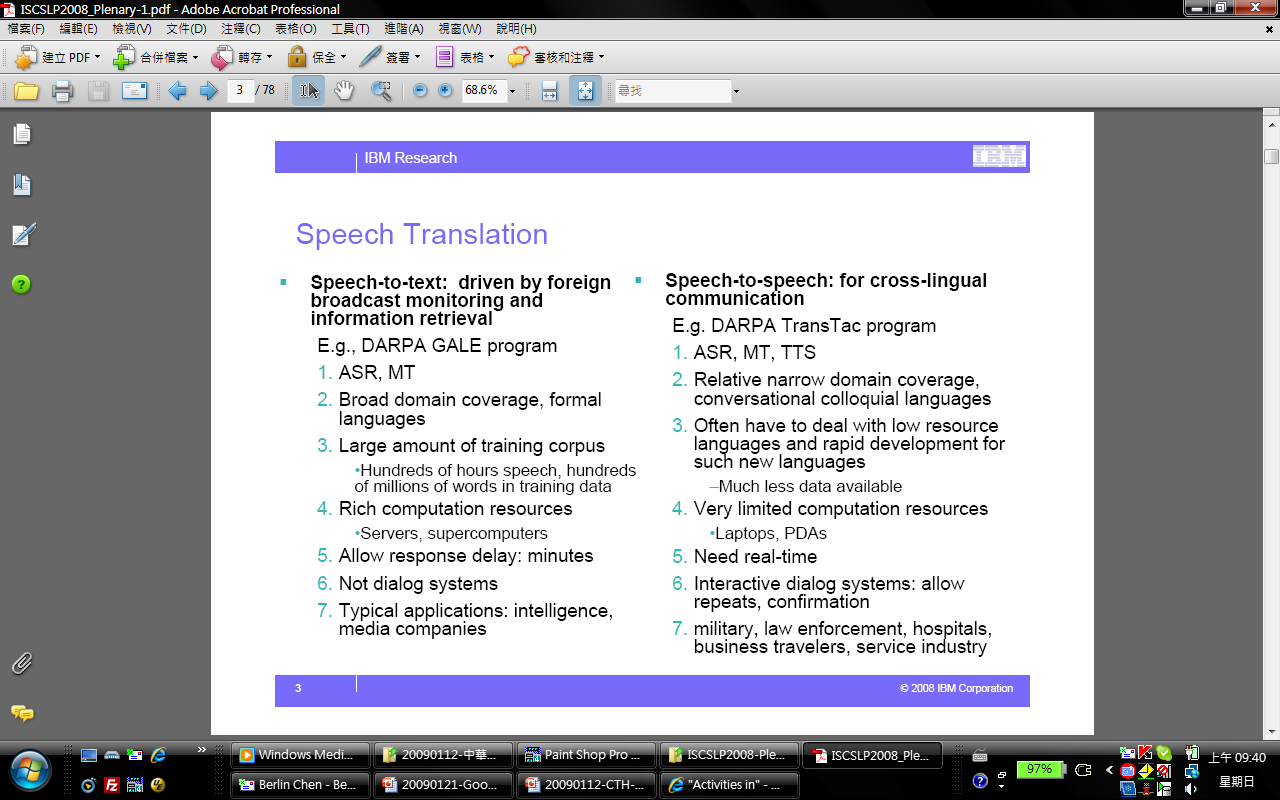 ISCSLP2008_Plenary-1.pdf - Adobe Acrobat Professional
檔案(F) 編輯(E) 檢視(V) 文件(D) 注釋(C) 表格(O) 工具(T) 進階(A) 視窗(W) 說明(H)
建立 PDF 合併檔案 轉存 保全 簽署 表格 審核和注釋
3 / 78 68.6% 尋找
IBM Research
IBM
Speech Translation
Speech-to-text: driven by foreign
broadcast monitoring and
information retrieval
E.g., DARPA GALE program
1. ASR, MT
2. Broad domain coverage, formal
languages
3. Large amount of training corpus
•Hundreds of hours speech, hundreds
of millions of words in training data
4. Rich computation resources
•Servers, supercomputers
5. Allow response delay: minutes
6. Not dialog systems
7. Typical applications: intelligence,
media companies
Speech-to-speech: for cross-lingual
communication
E.g. DARPA TransTac program
1. ASR, MT, TTS
2. Relative narrow domain coverage,
conversational colloquial languages
3. Often have to deal with low resource
languages and rapid development for
such new languages
–Much less data available
4. Very limited computation resources
•Laptops, PDAs
5. Need real-time
6. Interactive dialog systems: allow
repeats, confirmation
7. military, law enforcement, hospitals,
business travelers, service industry
3
© 2008 IBM Corporation
Windows Medi... 20090112-中華... Paint Shop Pro ISCSLP2008-Ple... ISCSLP2008_Ple...
Berlin Chen - Be... 20090121-Goo... 20090112-CTH-... "Activities in" - ...
97%
上午 09:40
星期日